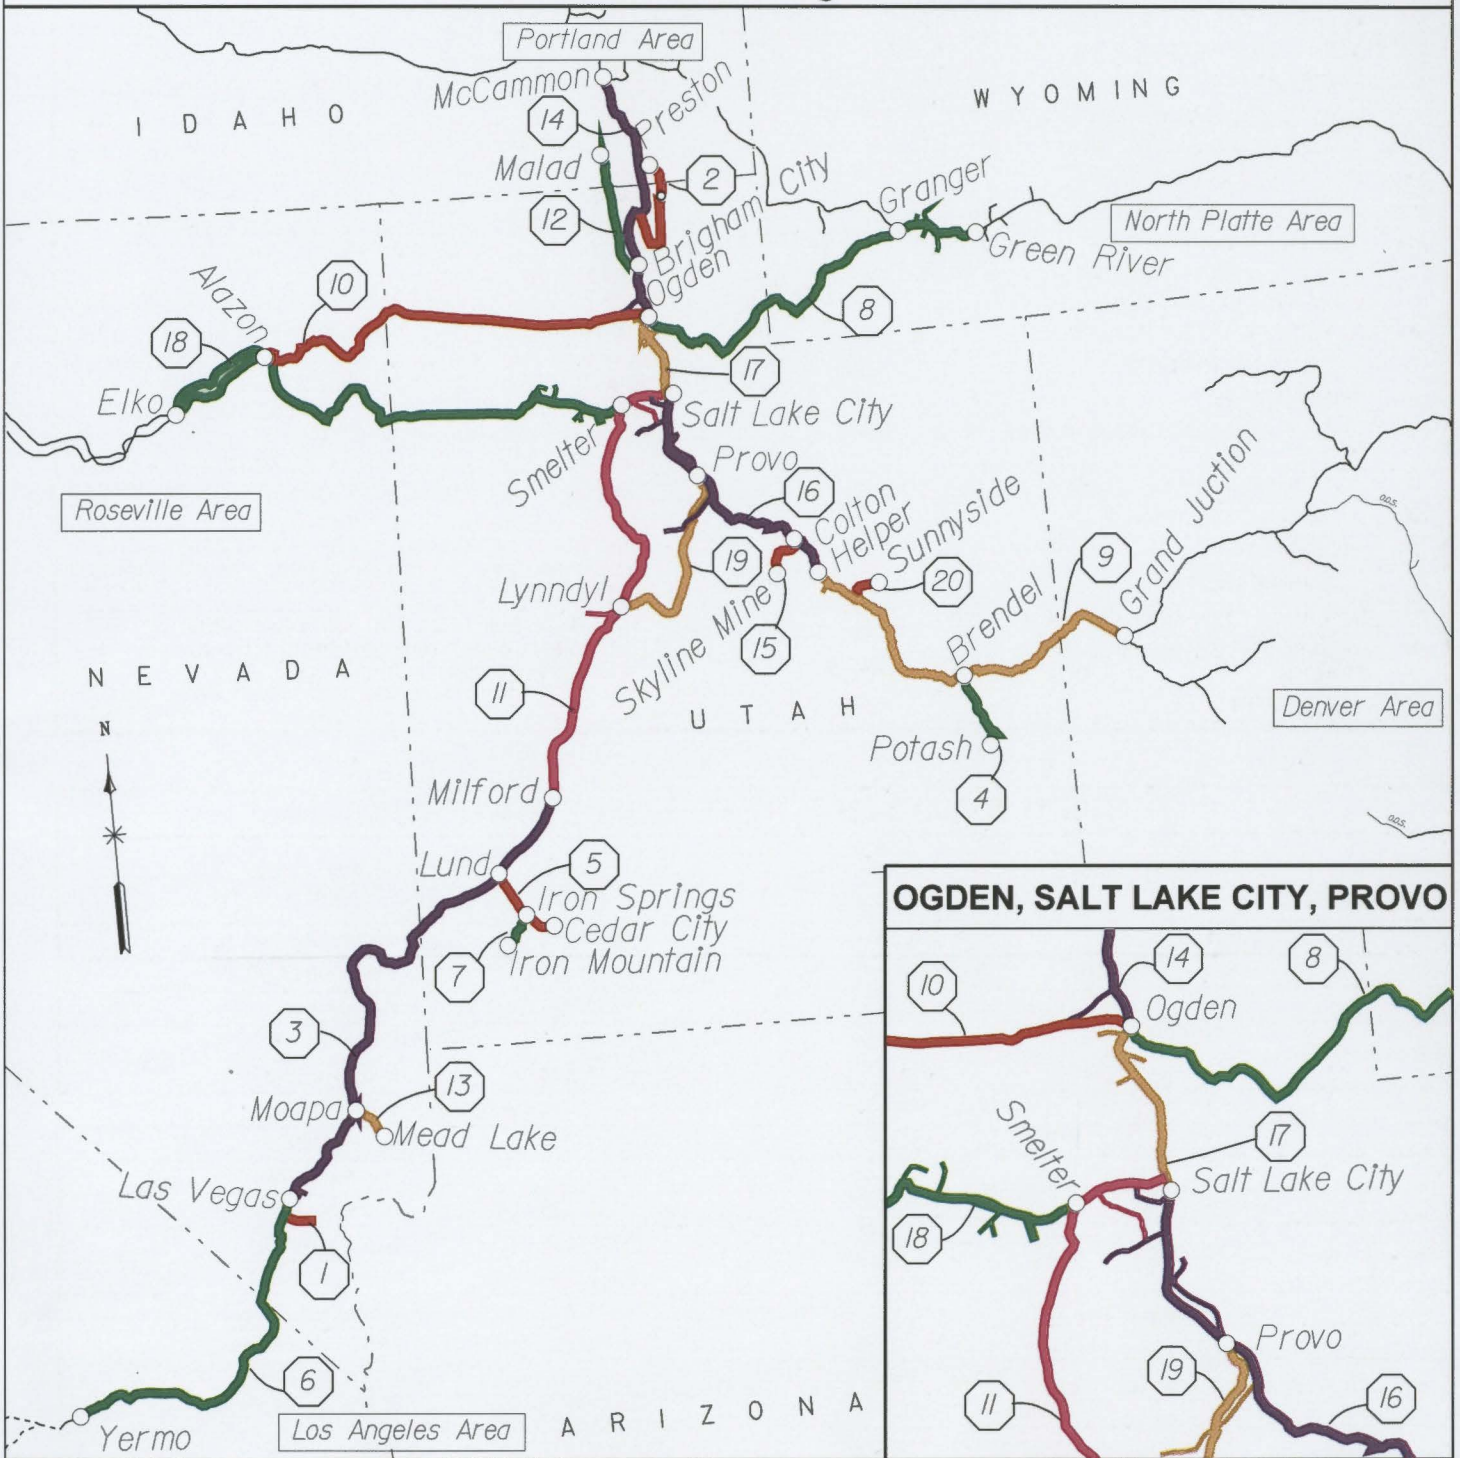 Portland Area
McCammon
Preston
WYOMING
IDAHO
14
Malad
2
City
Granger
12
Brigham
North Platte Area
Green River
Ogden
Alazon
10
8
18
17
Elko
Salt Lake City
Smelter
Provo
Roseville Area
16
Colton
Helper
Sunnyside
Grand Juction
19
20
9
Lynndyl
Skyline Mine
15
Brendel
NEVADA
11
UTAH
Denver Area
N
Potash
4
Milford
o.o.s.
o.o.s.
Lund
5
Iron Springs
Cedar City
Iron Mountain
7
3
13
Moapa
Mead Lake
Las Vegas
1
6
Los Angeles Area
ARIZONA
Yermo
OGDEN, SALT LAKE CITY, PROVO
14
8
10
Ogden
Smelter
17
Salt Lake City
18
Provo
19
11
16